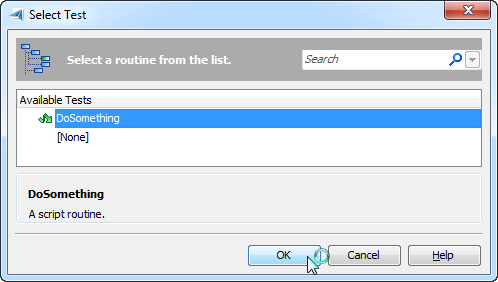 Select Test
Select a routine from the list.
Search
Available Tests
DoSomething
[None]
DoSomething
A script routine.
OK
Cancel
Help